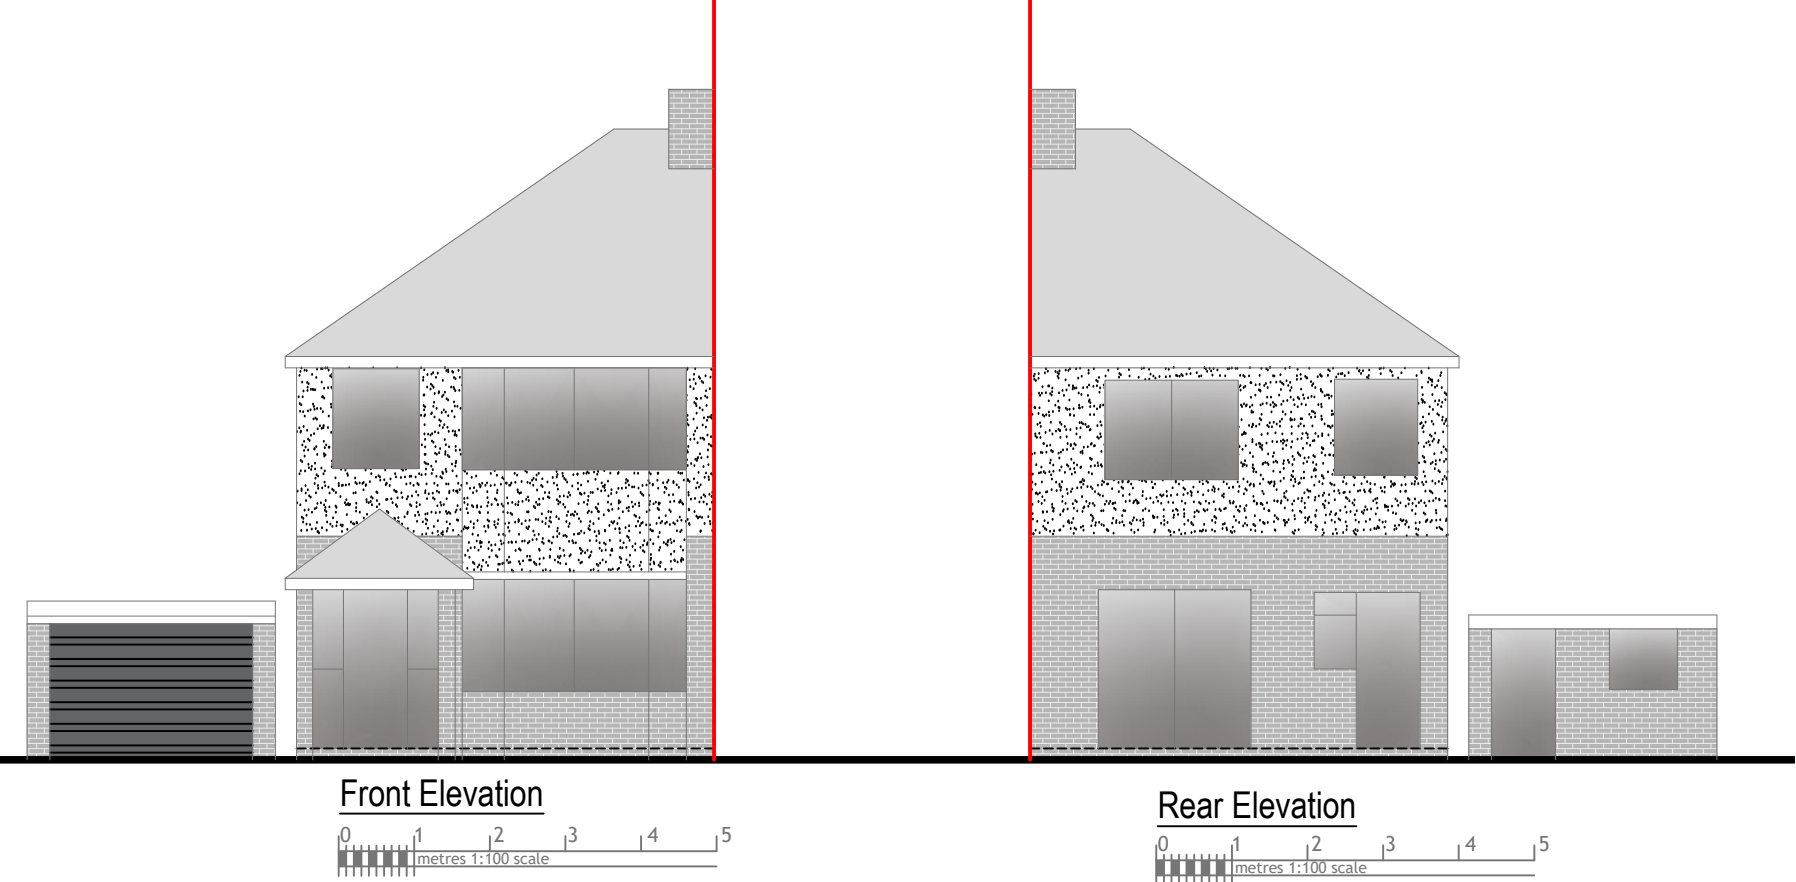 Front Elevation
0 1 2 3 4 5
metres 1:100 scale
Rear Elevation
0 1 2 3 4 5
metres 1:100 scale